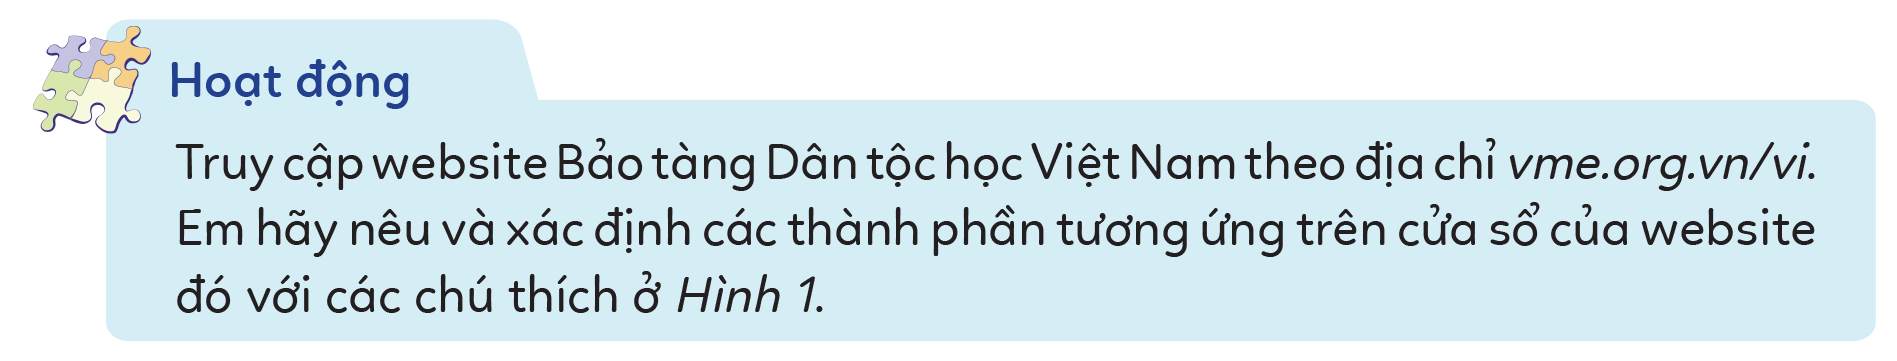 Hoạt động
Truy cập website Bảo tàng Dân tộc học Việt Nam theo địa chỉ vme.org.vn/vi.
Em hãy nêu và xác định các thành phần tương ứng trên cửa sổ của website
đó với các chú thích ở Hình 1.